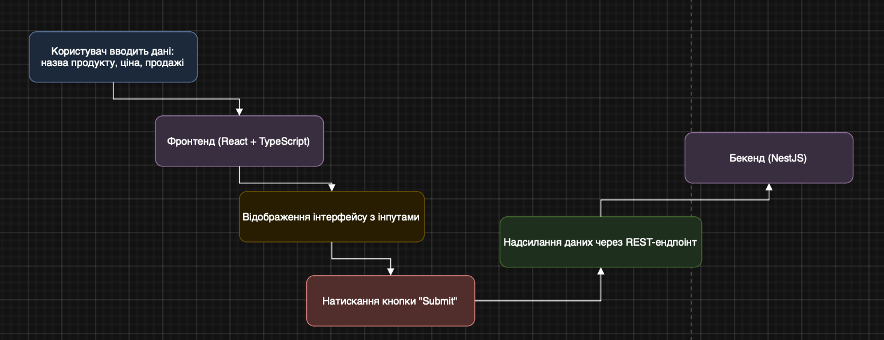 Користувач вводить дані:
назва продукту, ціна, продажі
Фронтенд (React + TypeScript)
Відображення інтерфейсу з інпутами
Натискання кнопки "Submit"
Надсилання даних через REST-ендпоінт
Бекенд (NestJS)